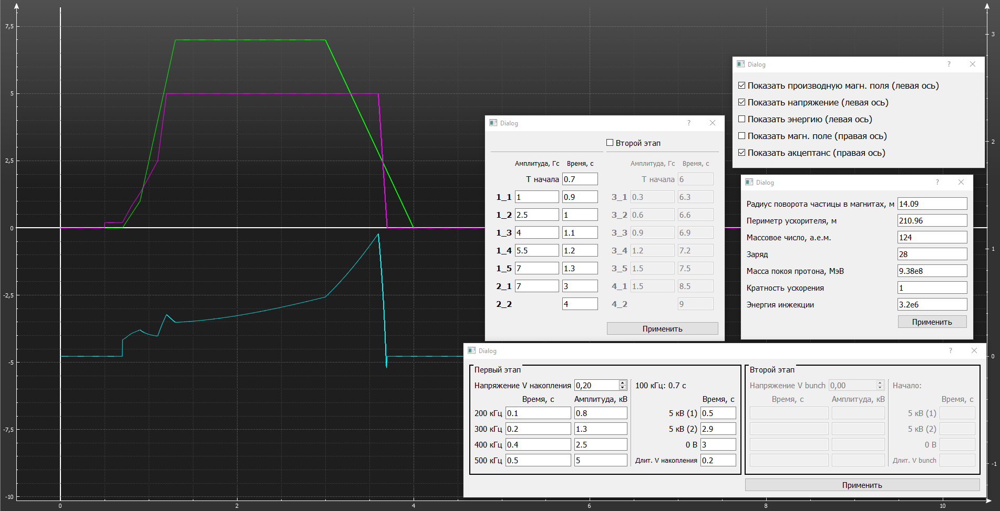 7,5
5
2,5
0
-2,5
-5
-7,5
-10
0
2
4
6
8
10
3
2
1
0
-1
Dialog
?
Показать производную магн. поля (левая ось)
Показать напряжение (левая ось)
Показать энергию (левая ось)
Показать магн. поле (правая ось)
Показать акцептанс (правая ось)
Dialog
?
Второй этап
Амплитуда, Гс Время, с Амплитуда, Гс Время, с
Т начала 0.7 Т начала 6
1_1 1 0.9 3_1 0.3 6.3
1_2 2.5 1 3_2 0.6 6.6
1_3 4 1.1 3_3 0.9 6.9
1_4 5.5 1.2 3_4 1.2 7.2
1_5 7 1.3 3_5 1.5 7.5
2_1 7 3 4_1 1.5 8.5
2_2 4 4_2 9
Применить
Dialog
?
Радиус поворота частицы в магнитах, м 14.09
Периметр ускорителя, м 210.96
Массовое число, а.е.м. 124
Заряд 28
Масса покоя протона, МэВ 9.38e8
Кратность ускорения 1
Энергия инжекции 3.2e6
Применить
Dialog
?
Первый этап
Напряжение V накопления 0,20 100 кГц: 0.7 с
Время, с Амплитуда, кВ Время, с
200 кГц 0.1 0.8 5 кВ (1) 0.5
300 кГц 0.2 1.3 5 кВ (2) 2.9
400 кГц 0.4 2.5 0 В 3
500 кГц 0.5 5 Длит. V накопления 0.2
Второй этап
Напряжение V bunch 0,00 Начало:
Время, с Амплитуда, кВ Время, с
5 кВ (1)
5 кВ (2)
0 В
Длит. V bunch
Применить